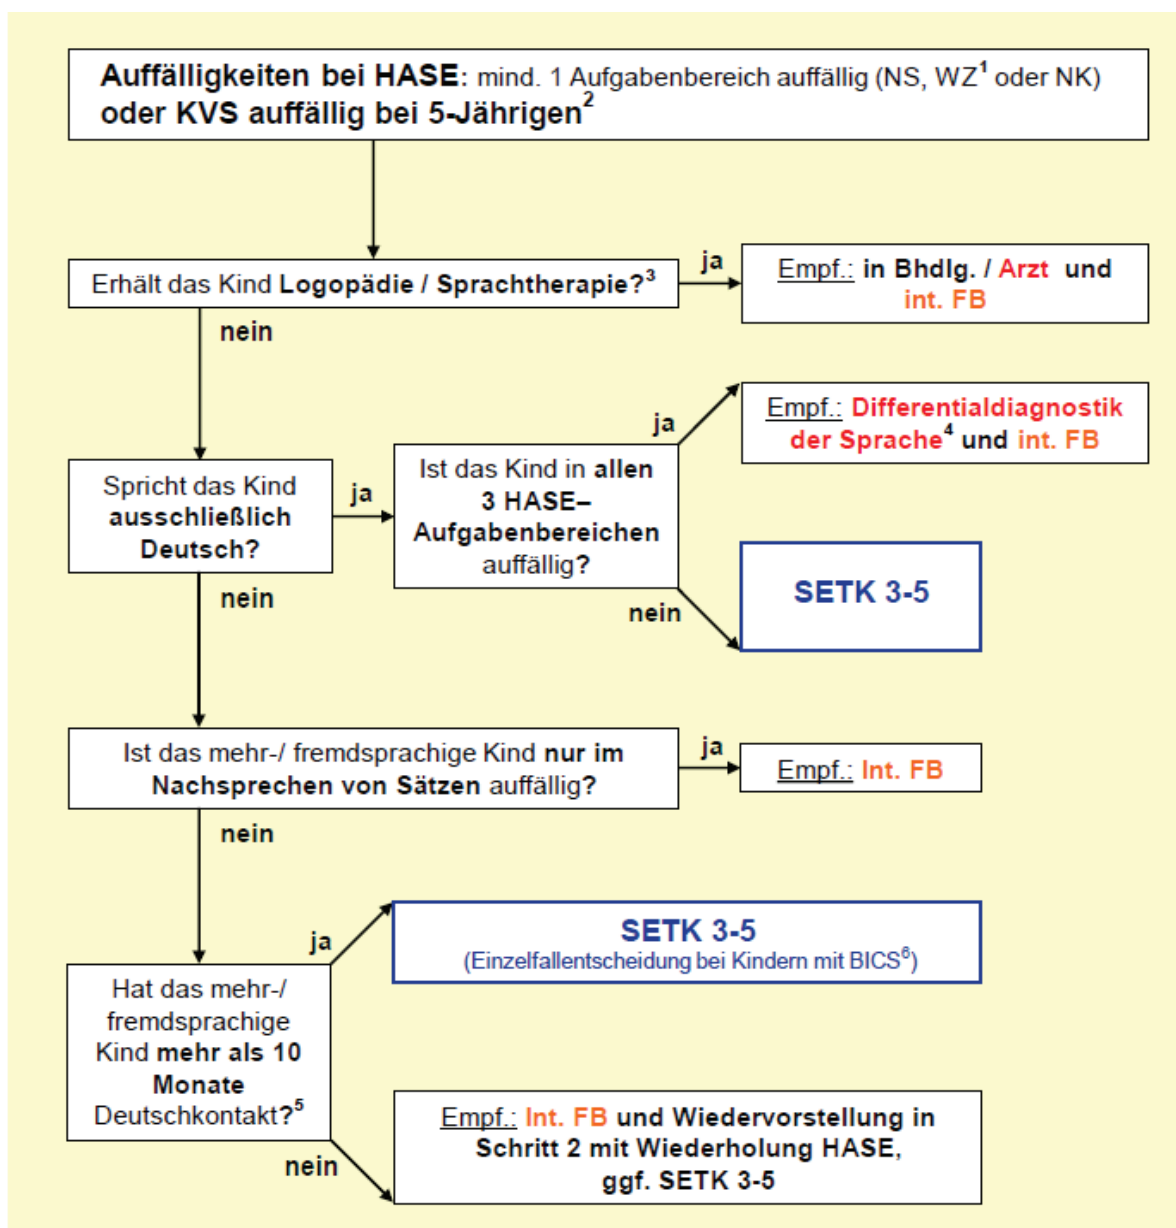 Auffälligkeiten bei HASE: mind. 1 Aufgabenbereich auffällig (NS, WZ¹ oder NK)
oder KVS auffällig bei 5-Jährigen²
Erhält das Kind Logopädie / Sprachtherapie?³
ja
Empf.: in Bhdlg. / Arzt und
int. FB
nein
Spricht das Kind
ausschließlich
Deutsch?
ja
Ist das Kind in allen
3 HASE–
Aufgabenbereichen
auffällig?
ja
Empf.: Differentialdiagnostik
der Sprache⁴ und int. FB
nein
SETK 3-5
nein
Ist das mehr-/ fremdsprachige Kind nur im
Nachsprechen von Sätzen auffällig?
ja
Empf.: Int. FB
nein
Hat das mehr-/
fremdsprachige
Kind mehr als 10
Monate
Deutschkontakt?⁵
ja
SETK 3-5
(Einzelfallentscheidung bei Kindern mit BICS⁶)
nein
Empf.: Int. FB und Wiedervorstellung in
Schritt 2 mit Wiederholung HASE,
ggf. SETK 3-5